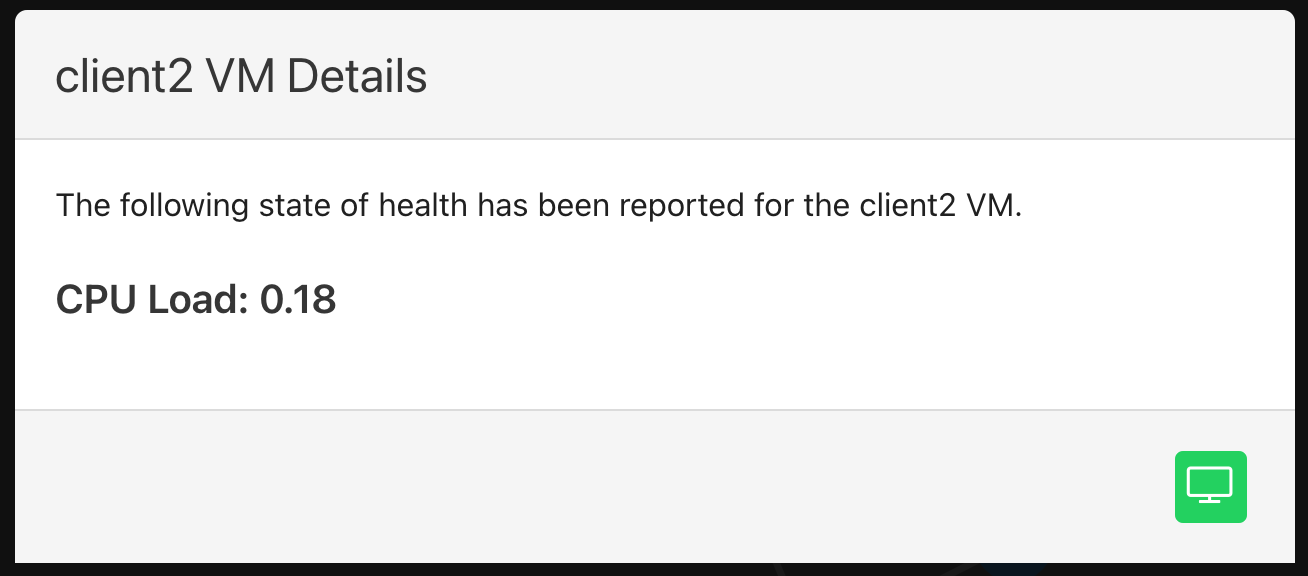 client2 VM Details
The following state of health has been reported for the client2 VM.
CPU Load: 0.18